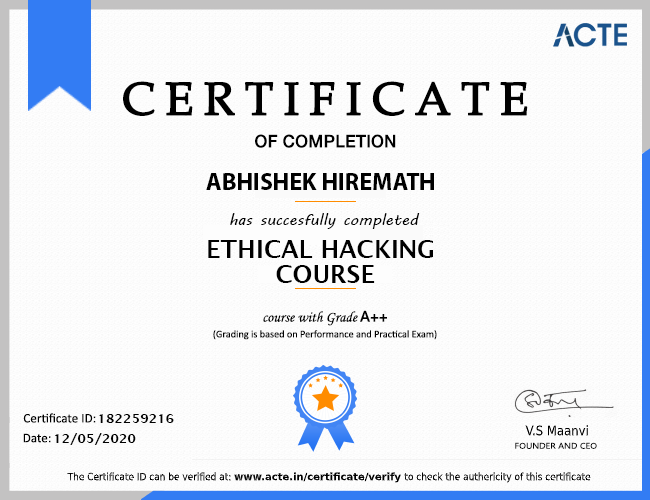 ACTE
CERTIFICATE
OF COMPLETION
ABHISHEK HIREMATH
has succesfully completed
ETHICAL HACKING
COURSE
course with Grade A++
(Grading is based on Performance and Practical Exam)
Certificate ID: 182259216
Date: 12/05/2020
V.S Maanvi
FOUNDER AND CEO
The Certificate ID can be verified at: www.acte.in/certificate/verify to check the authericity of this certificate